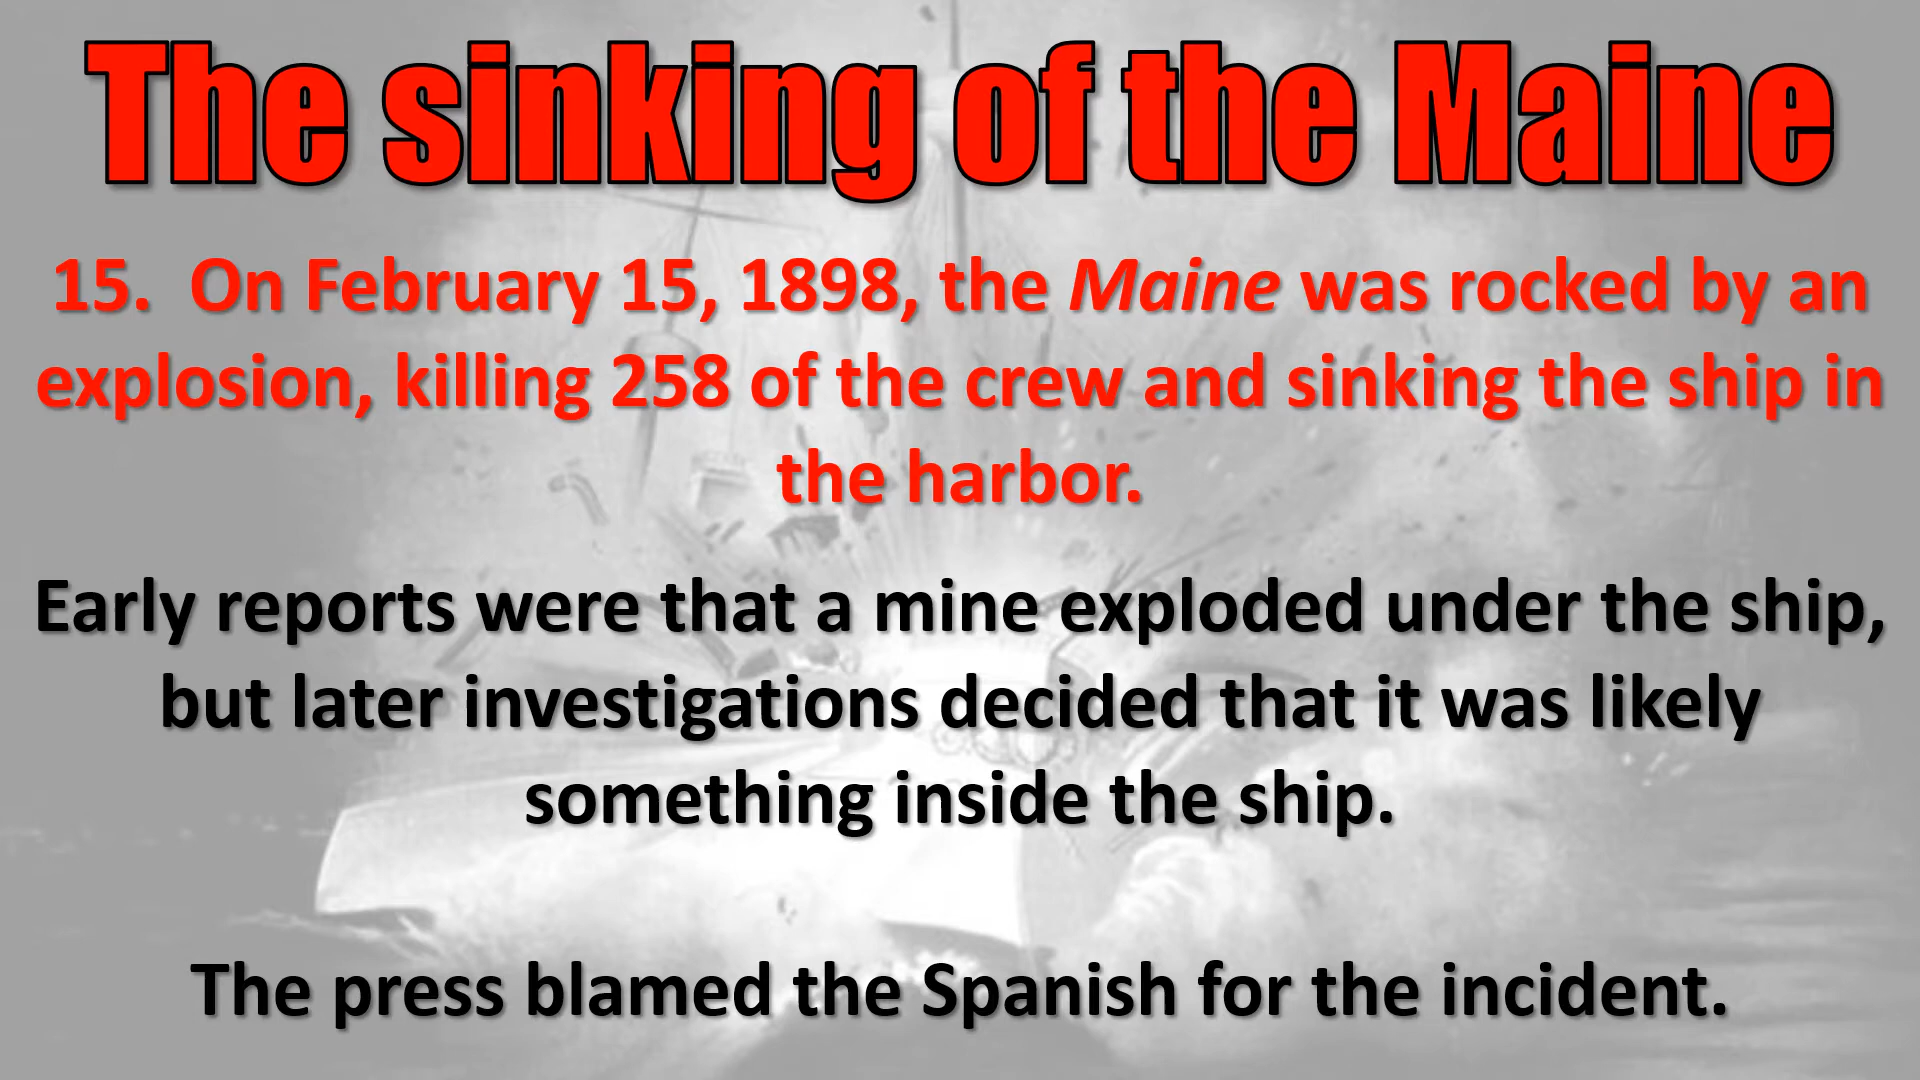 The sinking of the Maine
15.  On February 15, 1898, the Maine was rocked by an
explosion, killing 258 of the crew and sinking the ship in
the harbor.
Early reports were that a mine exploded under the ship,
but later investigations decided that it was likely
something inside the ship.
The press blamed the Spanish for the incident.